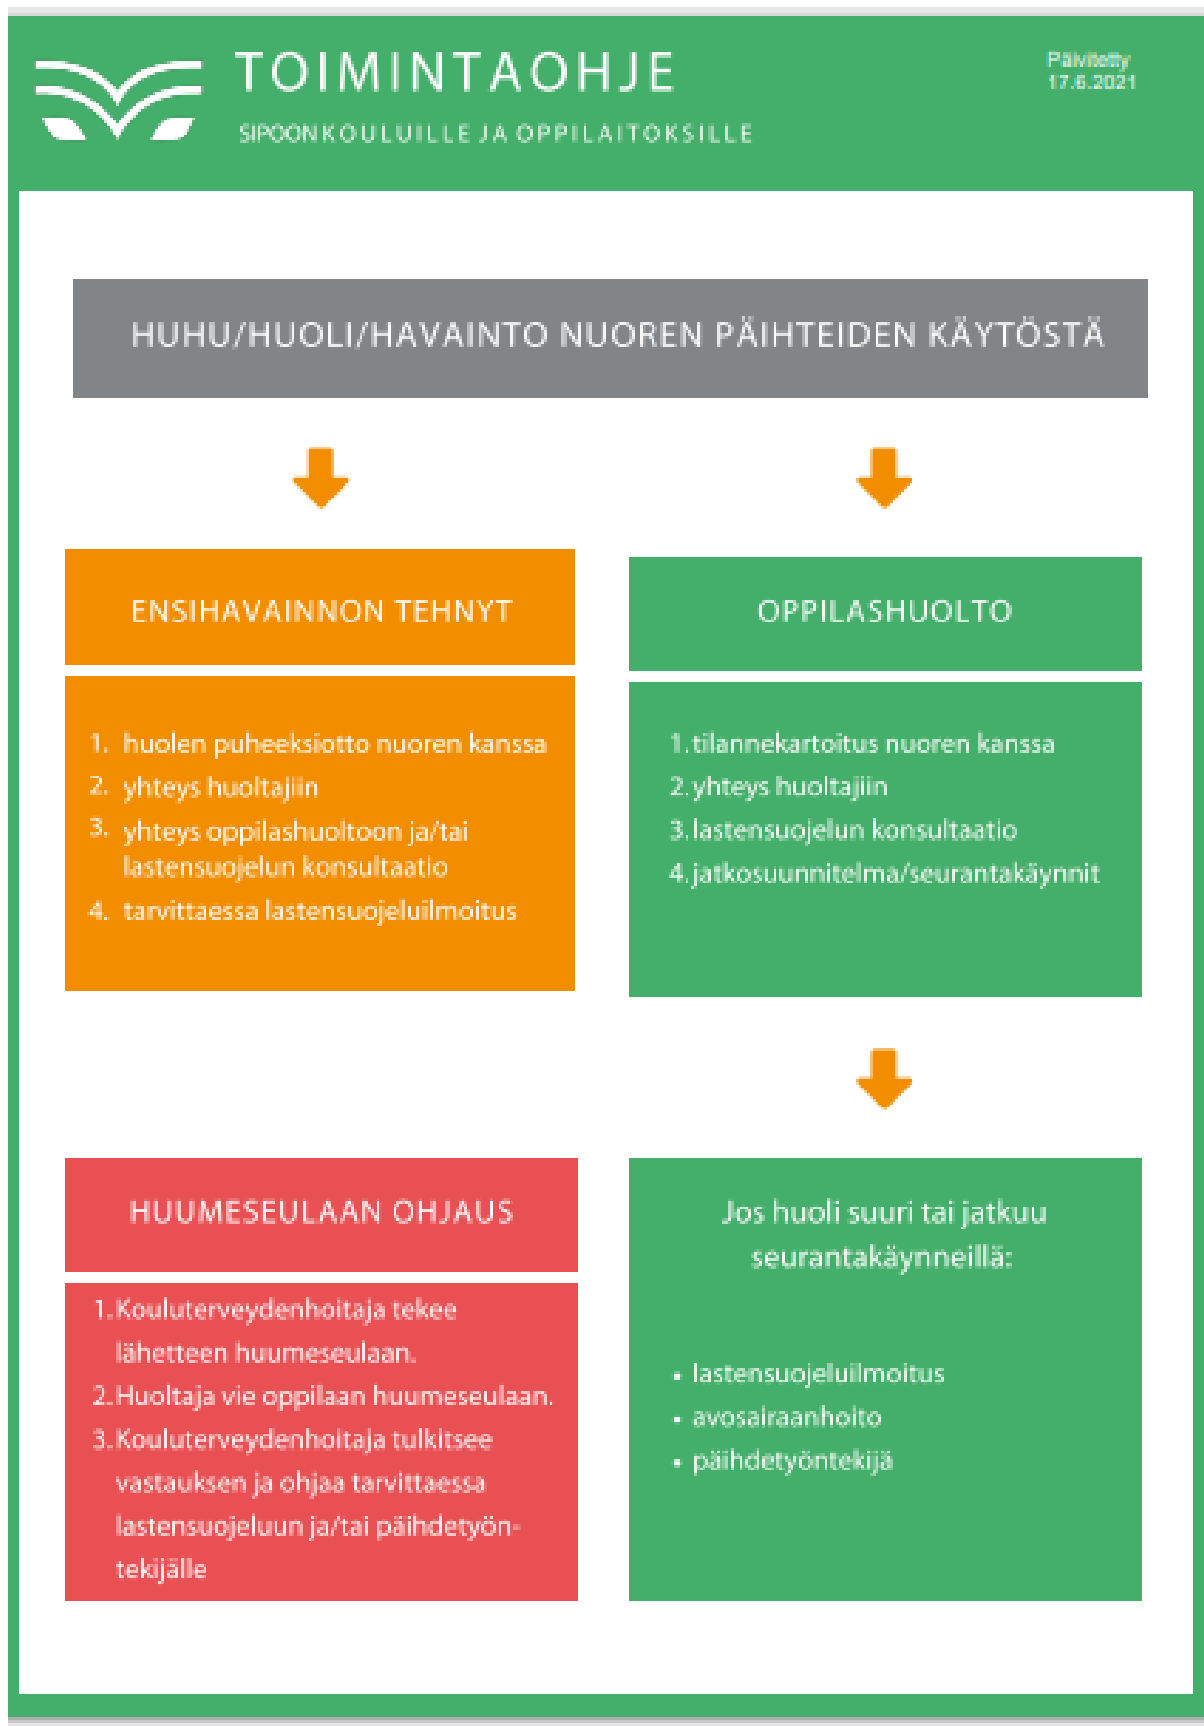 TOIMINTAOHJE
SIPOON KOULUILLE JA OPPILAITOKSILLE
Päivitetty
17.6.2021
HUHU/HUOLI/HAVAINTO NUOREN PÄIHTEIDEN KÄYTÖSTÄ
ENSIHAVAINNON TEHNYT
1. huolen puheeksiotto nuoren kanssa
2. yhteys huoltajiin
3. yhteys oppilashuoltoon ja/tai
lastensuojelun konsultaatio
4. tarvittaessa lastensuojeluilmoitus
OPPILASHUOLTO
1. tilannekartoitus nuoren kanssa
2. yhteys huoltajiin
3. lastensuojelun konsultaatio
4. jatkosuunnitelma/seurantakäynnit
HUUMESEULAAN OHJAUS
1. Kouluterveydenhoitaja tekee
lähetteen huumeseulaan.
2. Huoltaja vie oppilaan huumeseulaan.
3. Kouluterveydenhoitaja tulkitsee
vastauksen ja ohjaa tarvittaessa
lastensuojeluun ja/tai päihdetyön-
tekijälle
Jos huoli suuri tai jatkuu
seurantakäynneillä:
• lastensuojeluilmoitus
• avosairaanhoito
• päihdetyöntekijä